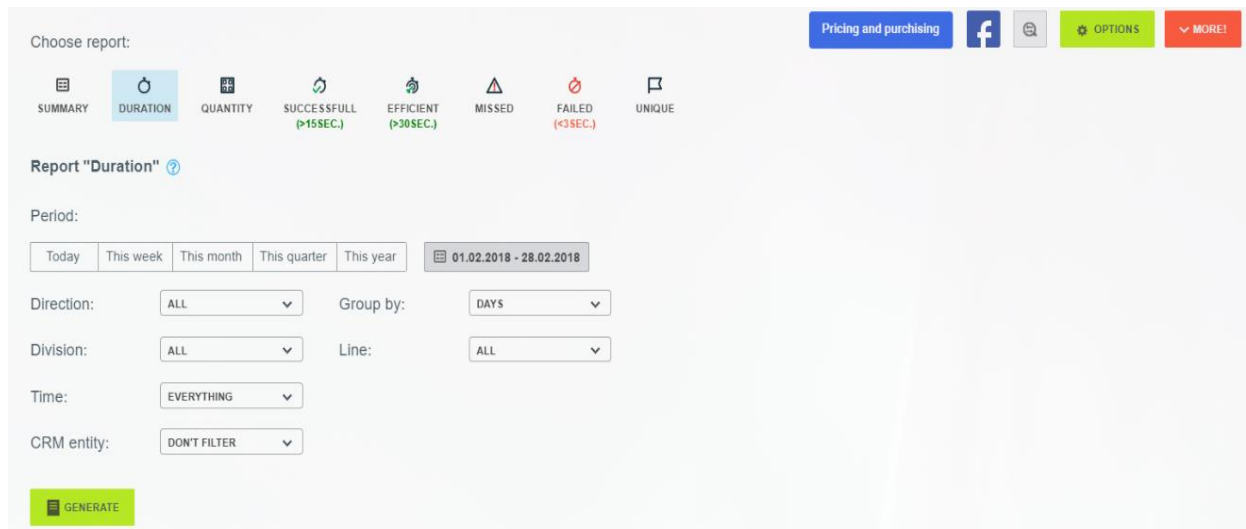 Choose report:
Pricing and purchising
OPTIONS
MORE!
SUMMARY
DURATION
QUANTITY
SUCCESSFULL
(>15SEC.)
EFFICIENT
(>30SEC.)
MISSED
FAILED
(<3SEC.)
UNIQUE
Report "Duration" ?
Period:
Today
This week
This month
This quarter
This year
01.02.2018 - 28.02.2018
Direction:
ALL
Group by:
DAYS
Division:
ALL
Line:
ALL
Time:
EVERYTHING
CRM entity:
DON'T FILTER
GENERATE